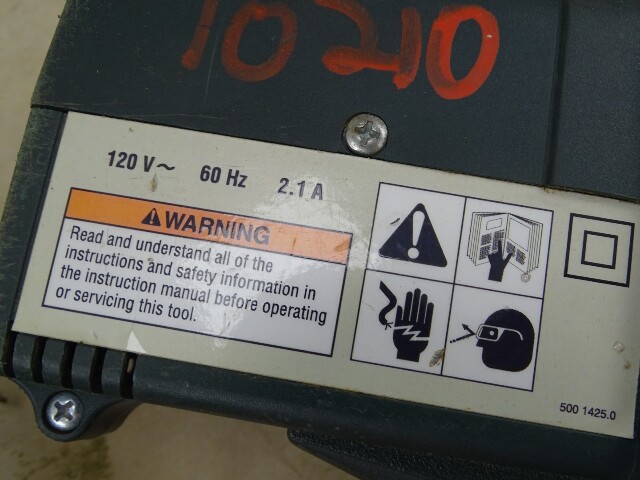 10210
120 V~ 60 Hz 2.1 A
WARNING
Read and understand all of the
instructions and safety information in
the instruction manual before operating
or servicing this tool.
500 1425.0